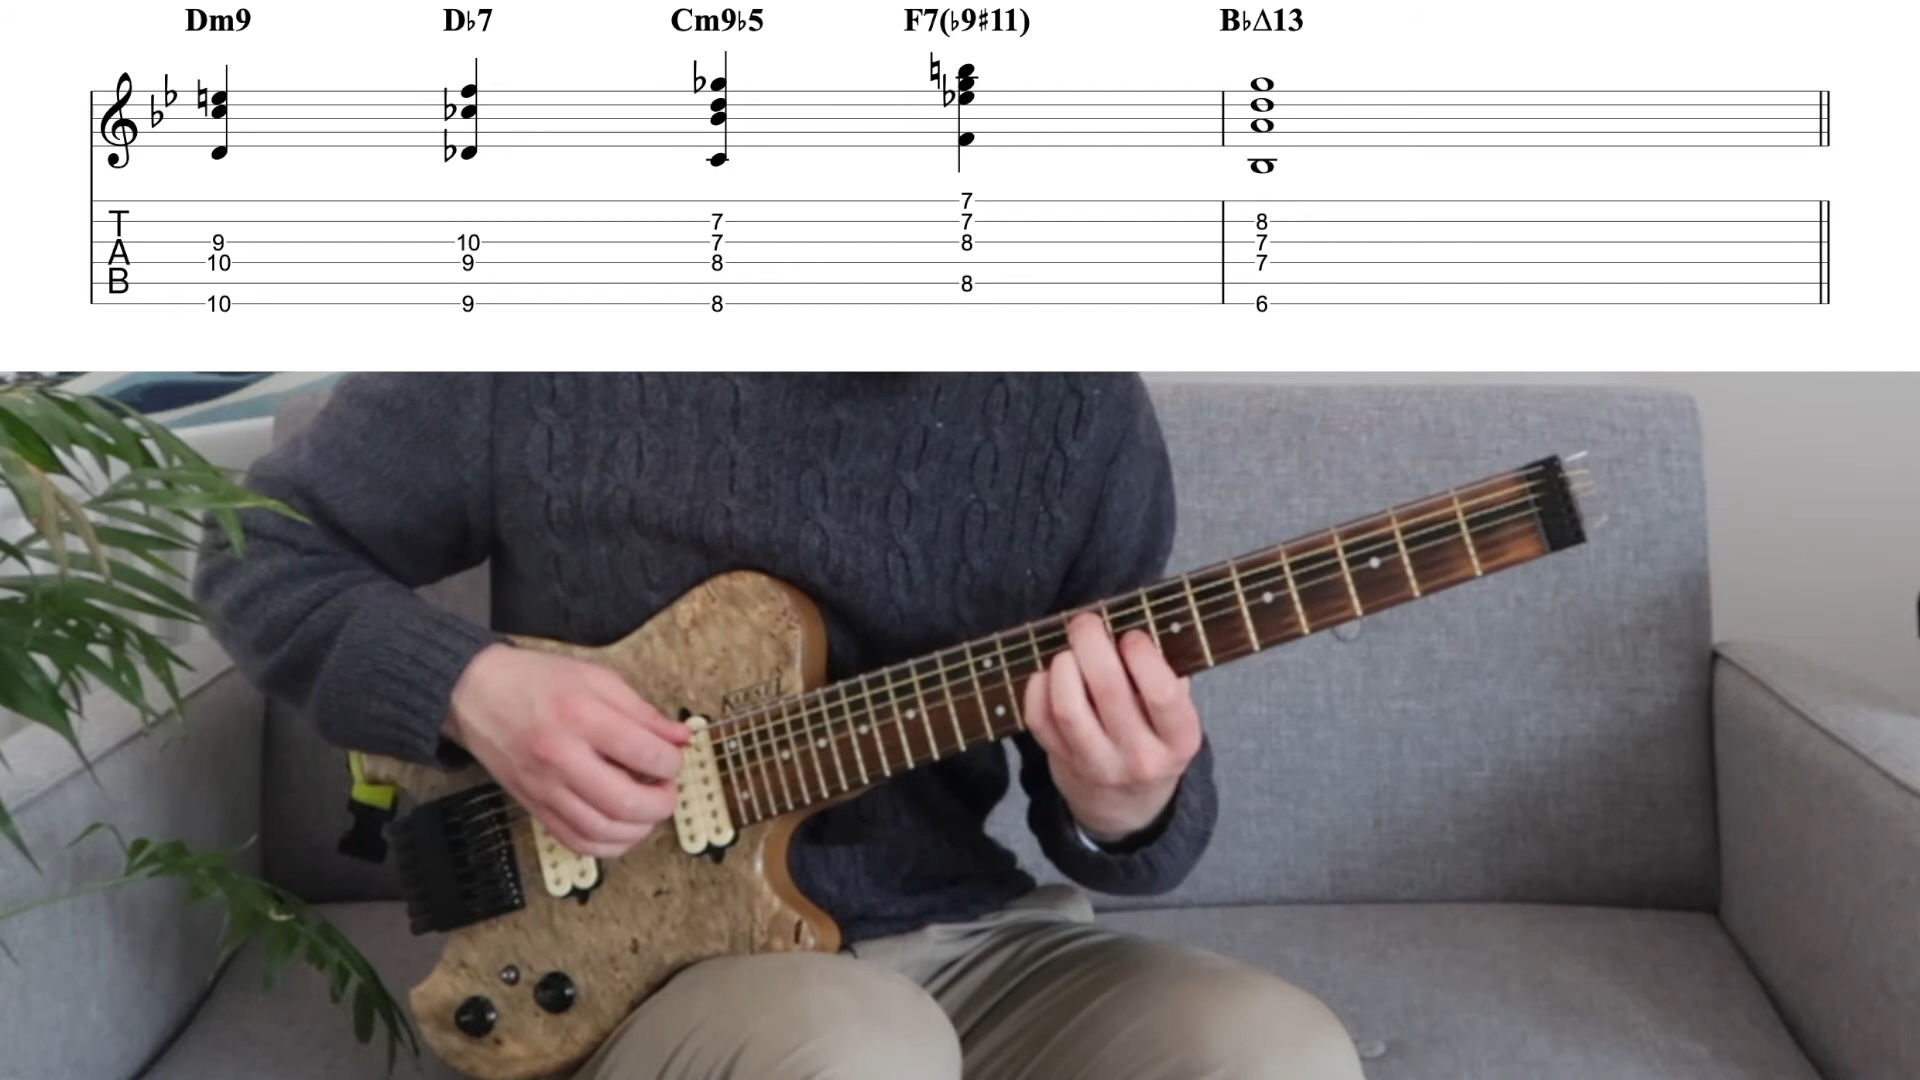 Dm9 D♭7 Cm9♭5 F7(♭9♯11) B♭Δ13
7
T 7 7 8
A 9 10 7 8 7
10 9 8 7
B 8
10 9 8 6
KIESEL